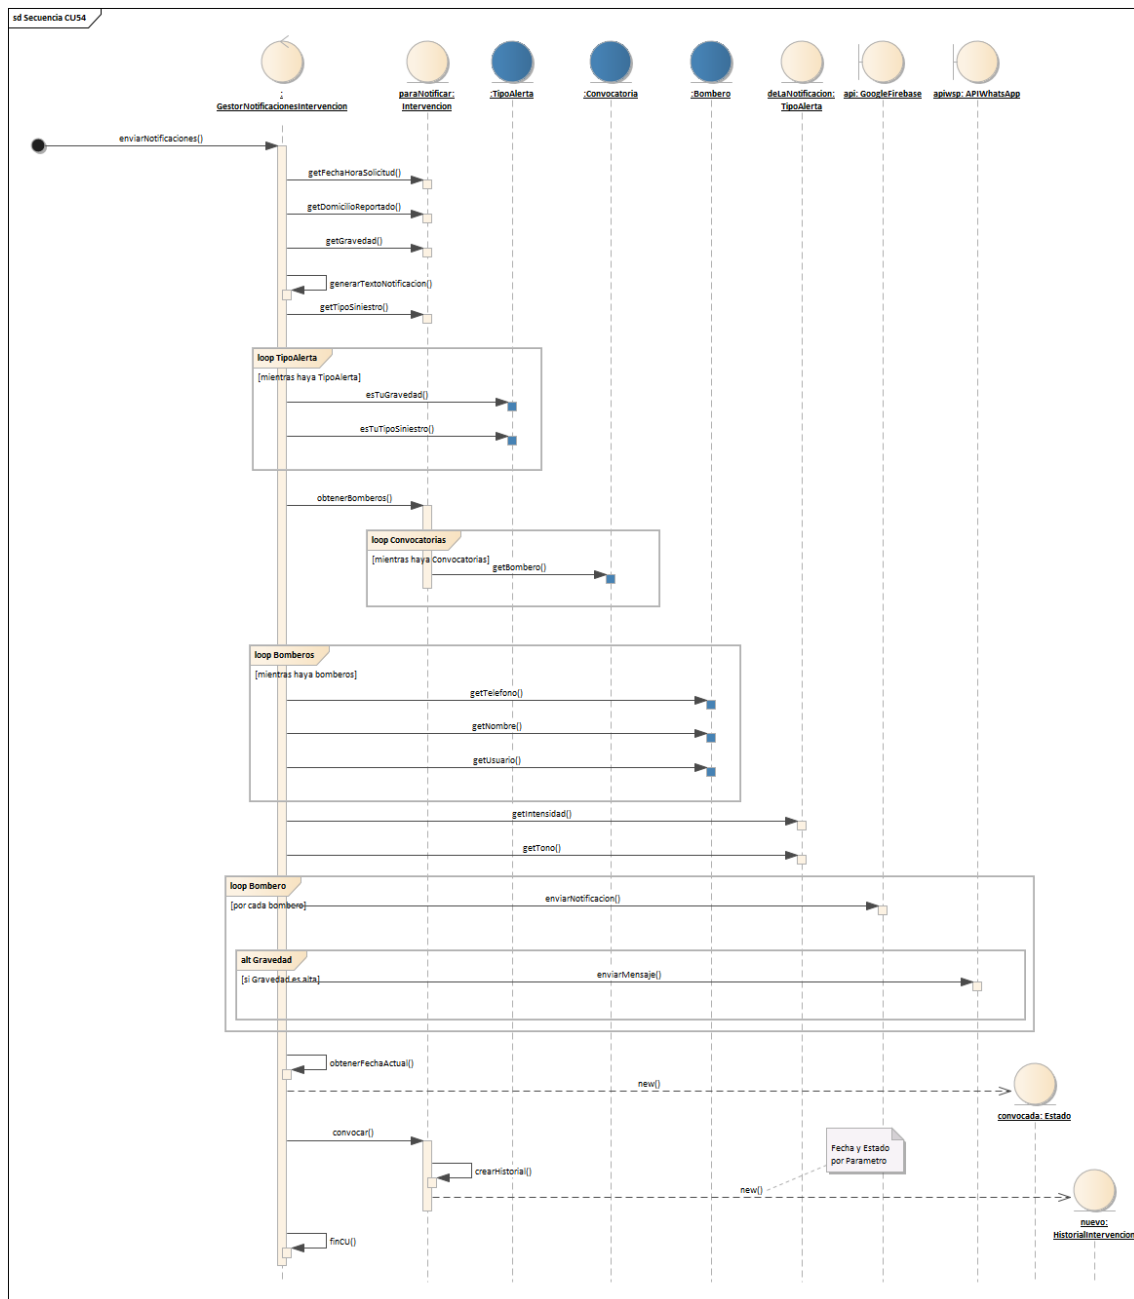 sd Secuencia CU54
:
GestorNotificacionesIntervencion
paraNotificar:
Intervencion
:TipoAlerta
:Convocatoria
:Bombero
deLaNotificacion:
TipoAlerta
api: GoogleFirebase
apiwsp: APIWhatsApp
enviarNotificaciones()
getFechaHoraSolicitud()
getDomicilioReportado()
getGravedad()
generarTextoNotificacion()
getTipoSiniestro()
loop TipoAlerta
[mientras haya TipoAlerta]
esTuGravedad()
esTuTipoSiniestro()
obtenerBomberos()
loop Convocatorias
[mientras haya Convocatorias]
getBombero()
loop Bomberos
[mientras haya bomberos]
getTelefono()
getNombre()
getUsuario()
getIntensidad()
getTono()
loop Bombero
[por cada bombero]
enviarNotificacion()
alt Gravedad
[si Gravedad es alta]
enviarMensaje()
obtenerFechaActual()
new()
convocada: Estado
convocar()
Fecha y Estado
por Parametro
crearHistorial()
new()
nuevo:
HistorialIntervencion
finCU()